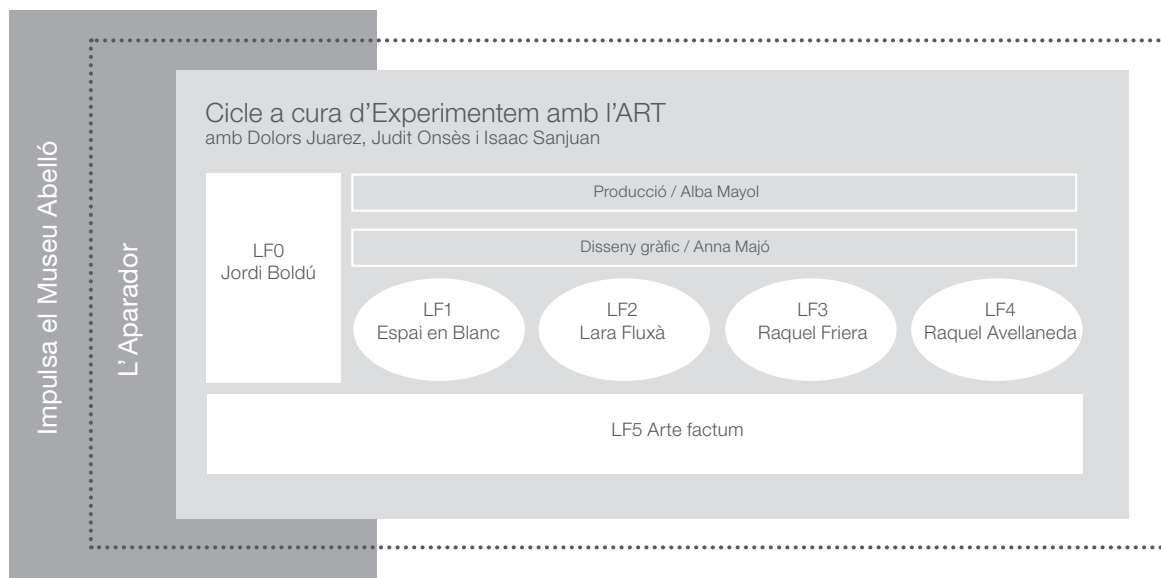 Impulsa el Museu Abelló
L' Aparador
Cicle a cura d'Experimentem amb l'ART
amb Dolors Juarez, Judit Onsès i Isaac Sanjuan
LF0
Jordi Boldú
Producció / Alba Mayol
Disseny gràfic / Anna Majó
LF1
Espai en Blanc
LF2
Lara Fluxà
LF3
Raquel Friera
LF4
Raquel Avellaneda
LF5 Arte factum